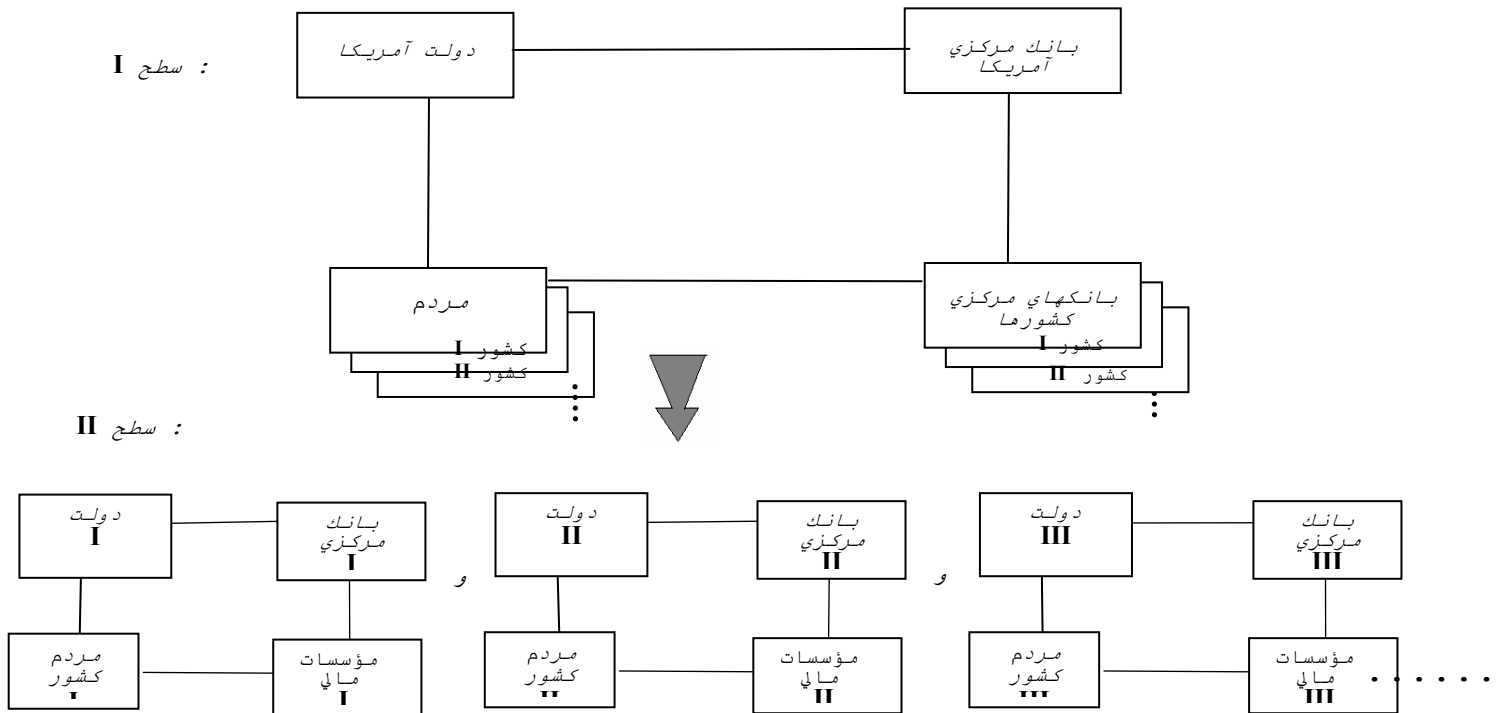 سطح I :
دولت آمريكا
بانك مركزي
آمريكا
مردم
كشور I
كشور II
بانكهاي مركزي
كشورها
كشور I
كشور II
سطح II :
دولت
I
بانك
مركزي
I
و
دولت
II
بانك
مركزي
II
و
دولت
III
بانك
مركزي
III
مردم
كشور
I
مؤسسات
مالي
I
مردم
كشور
II
مؤسسات
مالي
II
مردم
كشور
III
مؤسسات
مالي
III
......